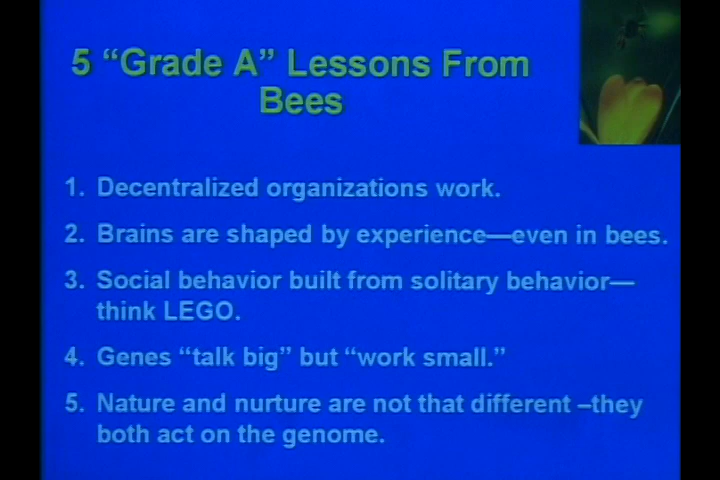 5 “Grade A” Lessons From
Bees
1. Decentralized organizations work.
2. Brains are shaped by experience—even in bees.
3. Social behavior built from solitary behavior—
think LEGO.
4. Genes “talk big” but “work small.”
5. Nature and nurture are not that different –they
both act on the genome.